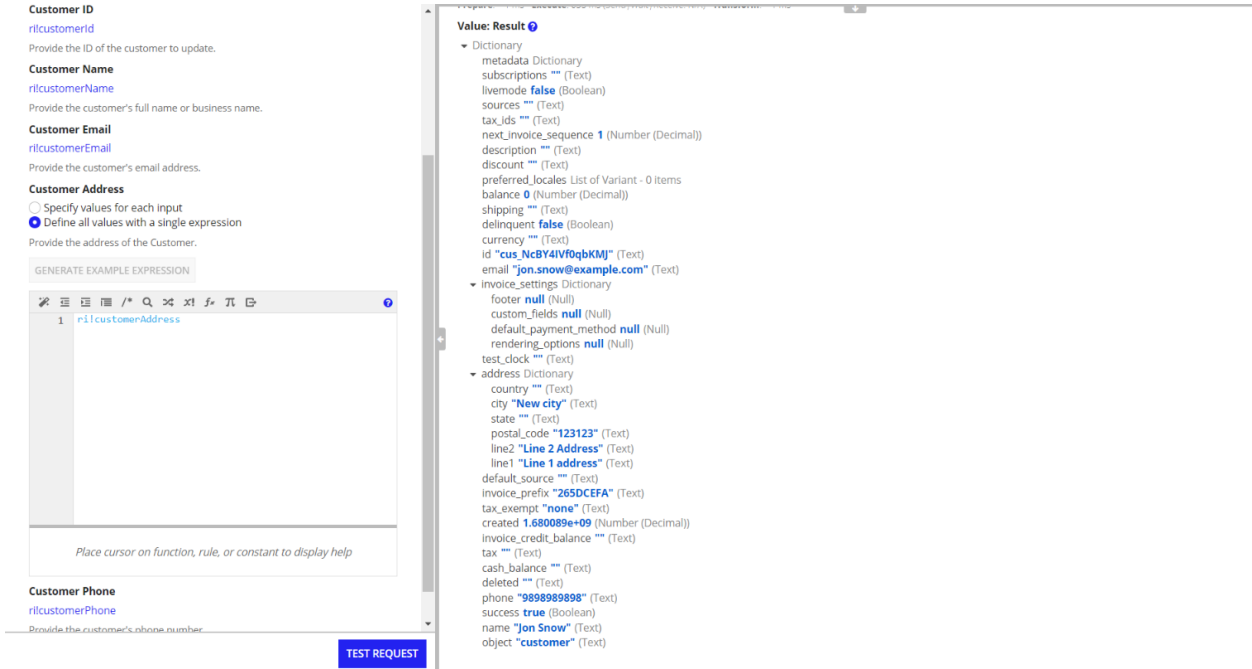 Customer ID
ri!customerId
Provide the ID of the customer to update.
Customer Name
ri!customerName
Provide the customer's full name or business name.
Customer Email
ri!customerEmail
Provide the customer's email address.
Customer Address
Specify values for each input
Define all values with a single expression
Provide the address of the Customer.
GENERATE EXAMPLE EXPRESSION
1 ri!customerAddress
Place cursor on function, rule, or constant to display help
Customer Phone
ri!customerPhone
Provide the customer's phone number
TEST REQUEST
Value: Result
Dictionary
metadata Dictionary
subscriptions "" (Text)
livemode false (Boolean)
sources "" (Text)
tax_ids "" (Text)
next_invoice_sequence 1 (Number (Decimal))
description "" (Text)
discount "" (Text)
preferred_locales List of Variant - 0 items
balance 0 (Number (Decimal))
shipping "" (Text)
delinquent false (Boolean)
currency "" (Text)
id "cus_NcBY4IVf0qbKMJ" (Text)
email "jon.snow@example.com" (Text)
invoice_settings Dictionary
footer null (Null)
custom_fields null (Null)
default_payment_method null (Null)
rendering_options null (Null)
test_clock "" (Text)
address Dictionary
country "" (Text)
city "New city" (Text)
state "" (Text)
postal_code "123123" (Text)
line2 "Line 2 Address" (Text)
line1 "Line 1 address" (Text)
default_source "" (Text)
invoice_prefix "265DCEFA" (Text)
tax_exempt "none" (Text)
created 1.680089e+09 (Number (Decimal))
invoice_credit_balance "" (Text)
tax "" (Text)
cash_balance "" (Text)
deleted "" (Text)
phone "9898989898" (Text)
success true (Boolean)
name "Jon Snow" (Text)
object "customer" (Text)